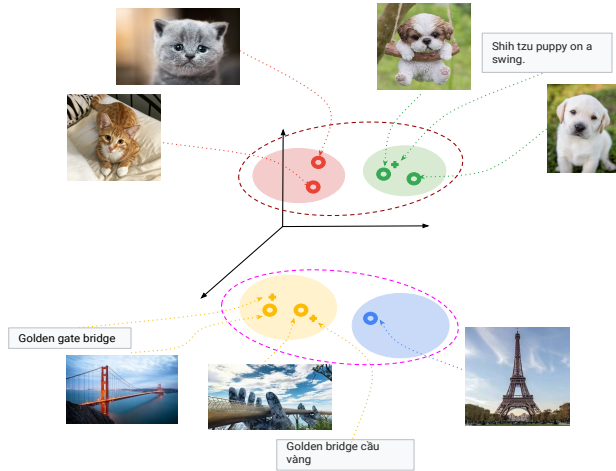 Shih tzu puppy on a
swing.
Golden gate bridge
Golden bridge cầu
vàng